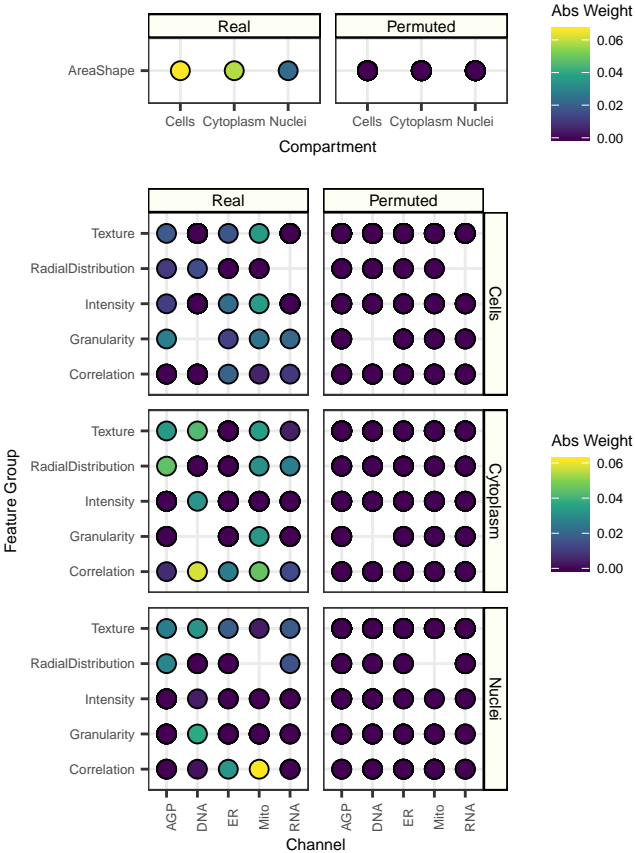 Real Permuted
AreaShape
Cells Cytoplasm Nuclei Cells Cytoplasm Nuclei
Compartment
Abs Weight
0.06
0.04
0.02
0.00
Real Permuted
Feature Group
Texture
RadialDistribution
Intensity
Granularity
Correlation
Cells
Texture
RadialDistribution
Intensity
Granularity
Correlation
Cytoplasm
Texture
RadialDistribution
Intensity
Granularity
Correlation
Nuclei
AGP DNA ER Mito RNA AGP DNA ER Mito RNA
Channel
Abs Weight
0.06
0.04
0.02
0.00